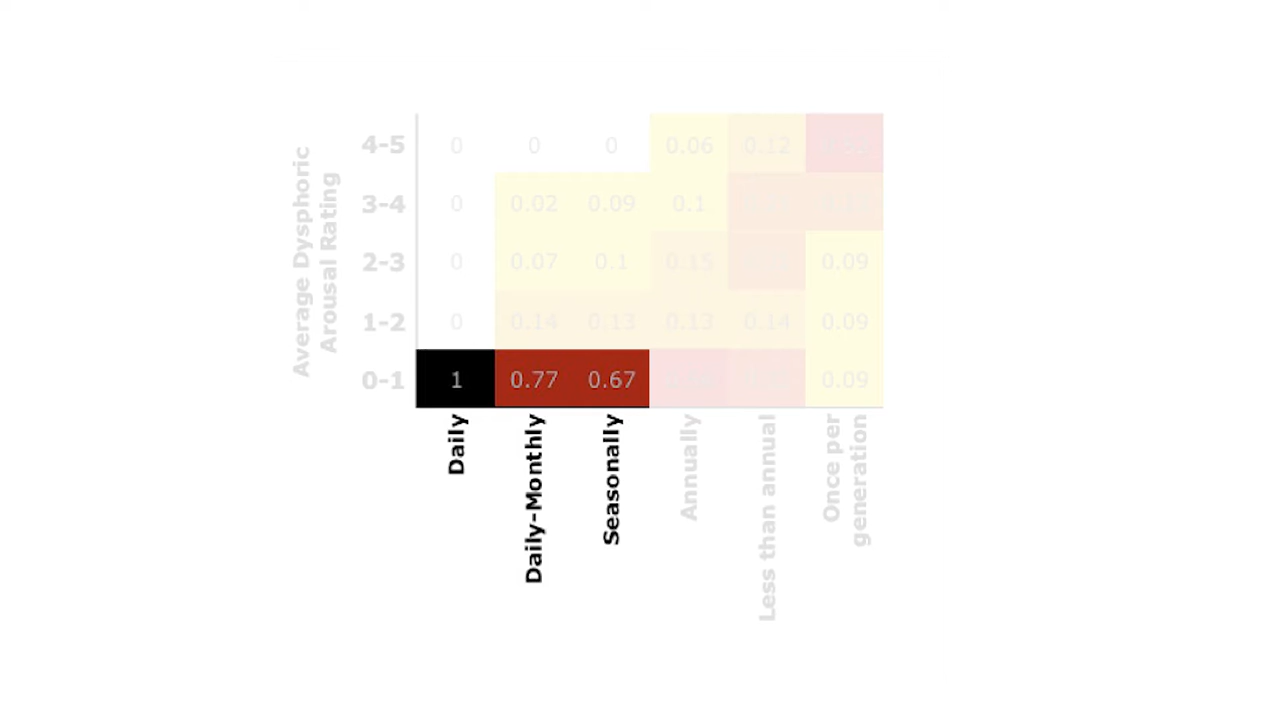 Average Dysphoric
Arousal Rating
4-5 0 0 0 0.06 0.12
3-4 0 0.02 0.09 0.1
2-3 0 0.07 0.1 0.15 0.09
1-2 0 0.14 0.13 0.13 0.14 0.09
0-1 1 0.77 0.67 0.09
Daily
Daily-Monthly
Seasonally
Annually
Less than annual
Once per
generation